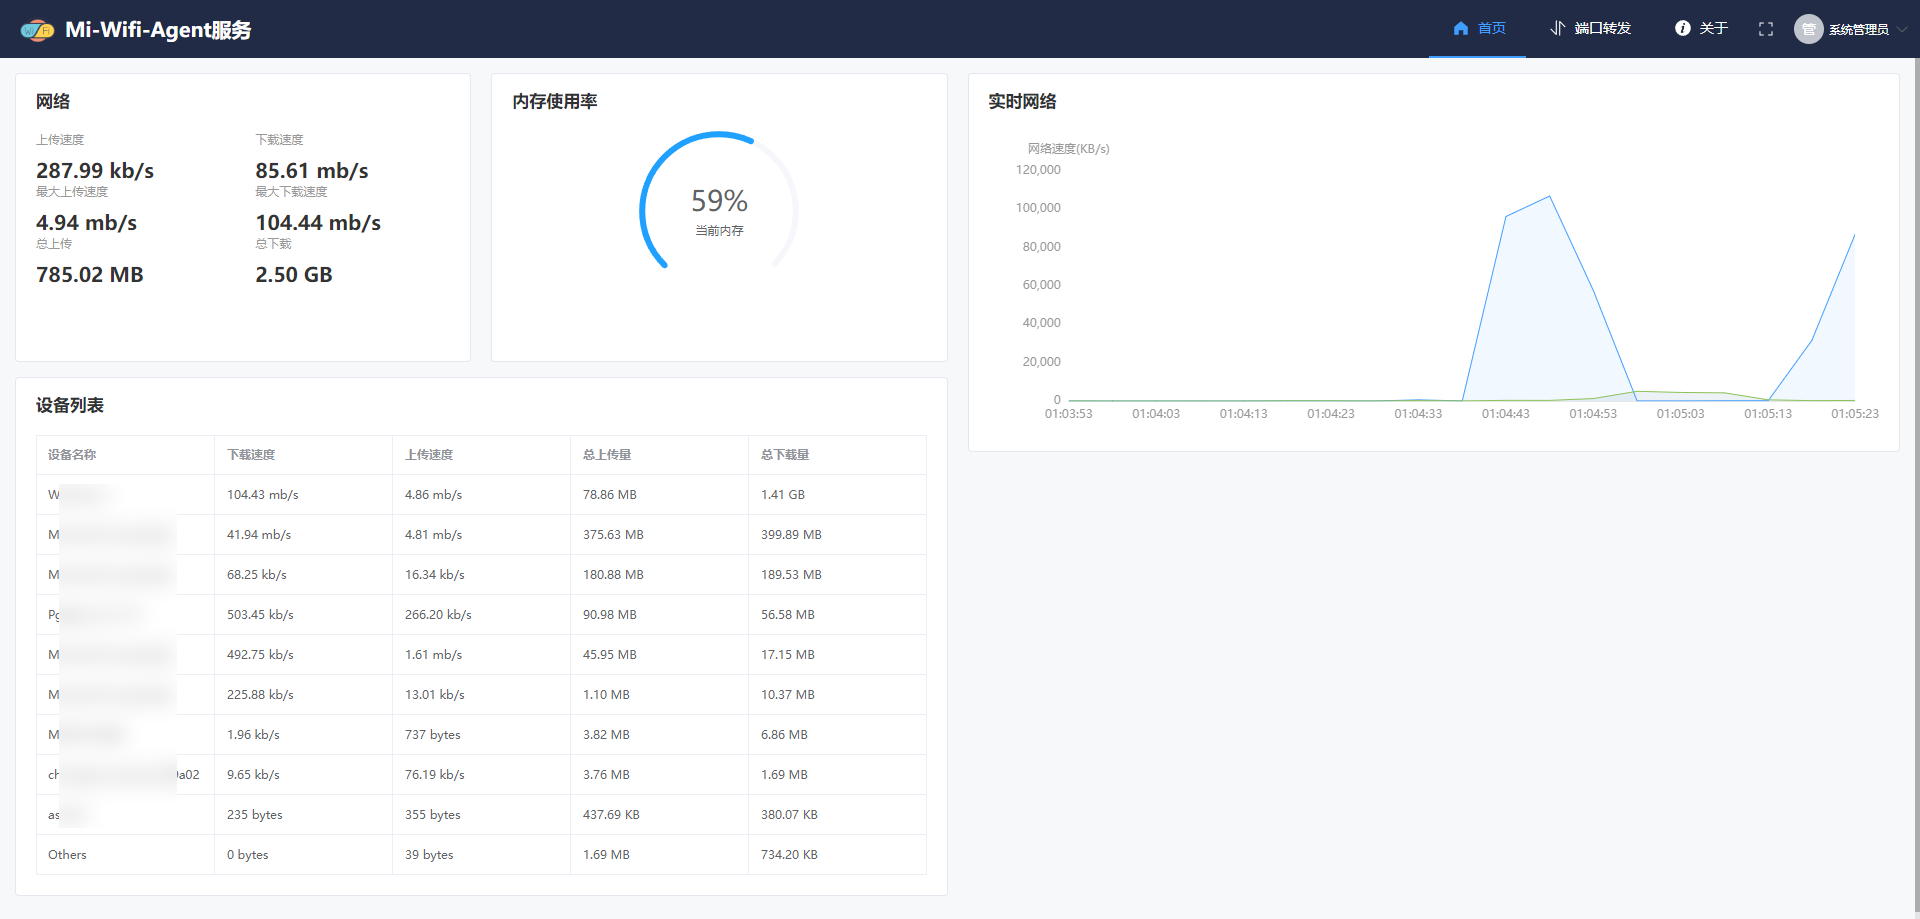 Wi Fi
Mi-Wifi-Agent服务
首页
端口转发
关于
管
系统管理员
网络
上传速度
下载速度
287.99 kb/s
85.61 mb/s
最大上传速度
最大下载速度
4.94 mb/s
104.44 mb/s
总上传
总下载
785.02 MB
2.50 GB
内存使用率
59%
当前内存
实时网络
网络速度(KB/s)
120,000
100,000
80,000
60,000
40,000
20,000
0
01:03:53 01:04:03 01:04:13 01:04:23 01:04:33 01:04:43 01:04:53 01:05:03 01:05:13 01:05:23
设备列表
设备名称 下载速度 上传速度 总上传量 总下载量
W 104.43 mb/s 4.86 mb/s 78.86 MB 1.41 GB
M 41.94 mb/s 4.81 mb/s 375.63 MB 399.89 MB
M 68.25 kb/s 16.34 kb/s 180.88 MB 189.53 MB
503.45 kb/s 266.20 kb/s 90.98 MB 56.58 MB
M 492.75 kb/s 1.61 mb/s 45.95 MB 17.15 MB
M 225.88 kb/s 13.01 kb/s 1.10 MB 10.37 MB
M 1.96 kb/s 737 bytes 3.82 MB 6.86 MB
ch a02 9.65 kb/s 76.19 kb/s 3.76 MB 1.69 MB
as 235 bytes 355 bytes 437.69 KB 380.07 KB
Others 0 bytes 39 bytes 1.69 MB 734.20 KB